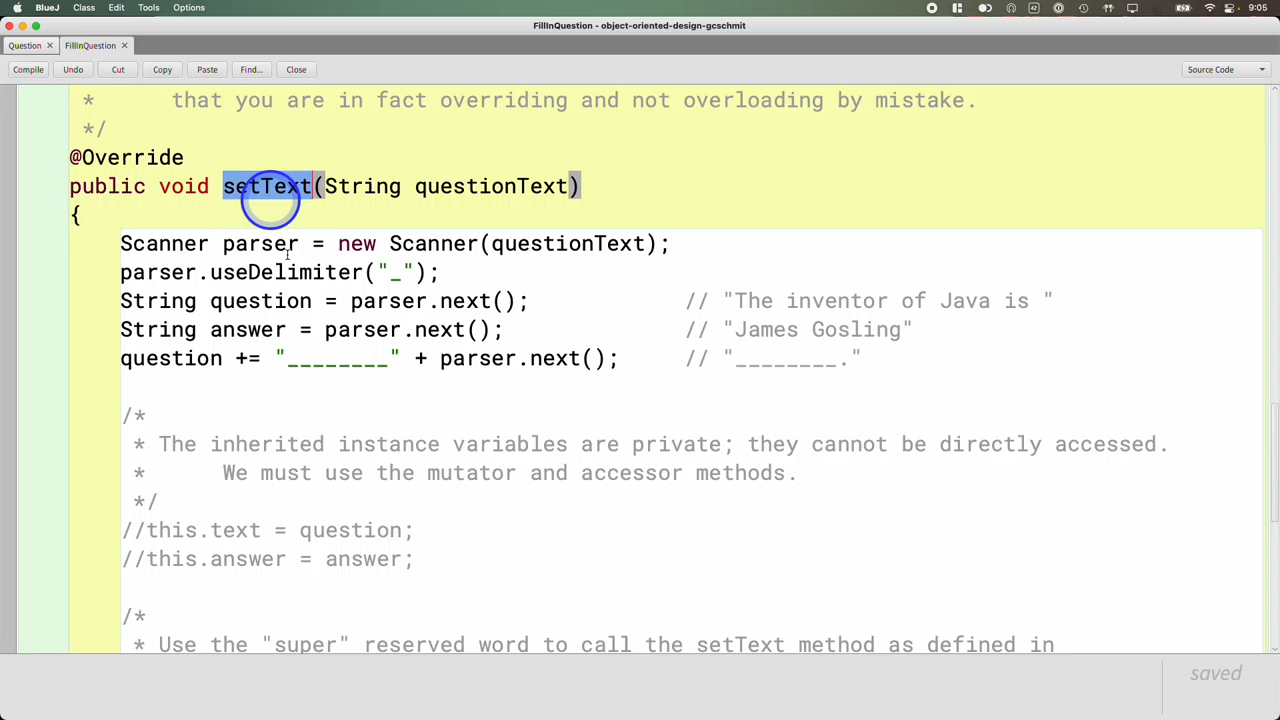 BlueJ Class Edit Tools Options 9:05
FillInQuestion - object-oriented-design-gcschmit
Question × FillInQuestion ×
Compile Undo Cut Copy Paste Find... Close Source Code
* that you are in fact overriding and not overloading by mistake.
*/
@Override
public void setText(String questionText)
{
Scanner parser = new Scanner(questionText);
parser.useDelimiter("_");
String question = parser.next(); // "The inventor of Java is "
String answer = parser.next(); // "James Gosling"
question += "________" + parser.next(); // "________."
/*
* The inherited instance variables are private; they cannot be directly accessed.
* We must use the mutator and accessor methods.
*/
//this.text = question;
//this.answer = answer;
/*
* Use the "super" reserved word to call the setText method as defined in
saved